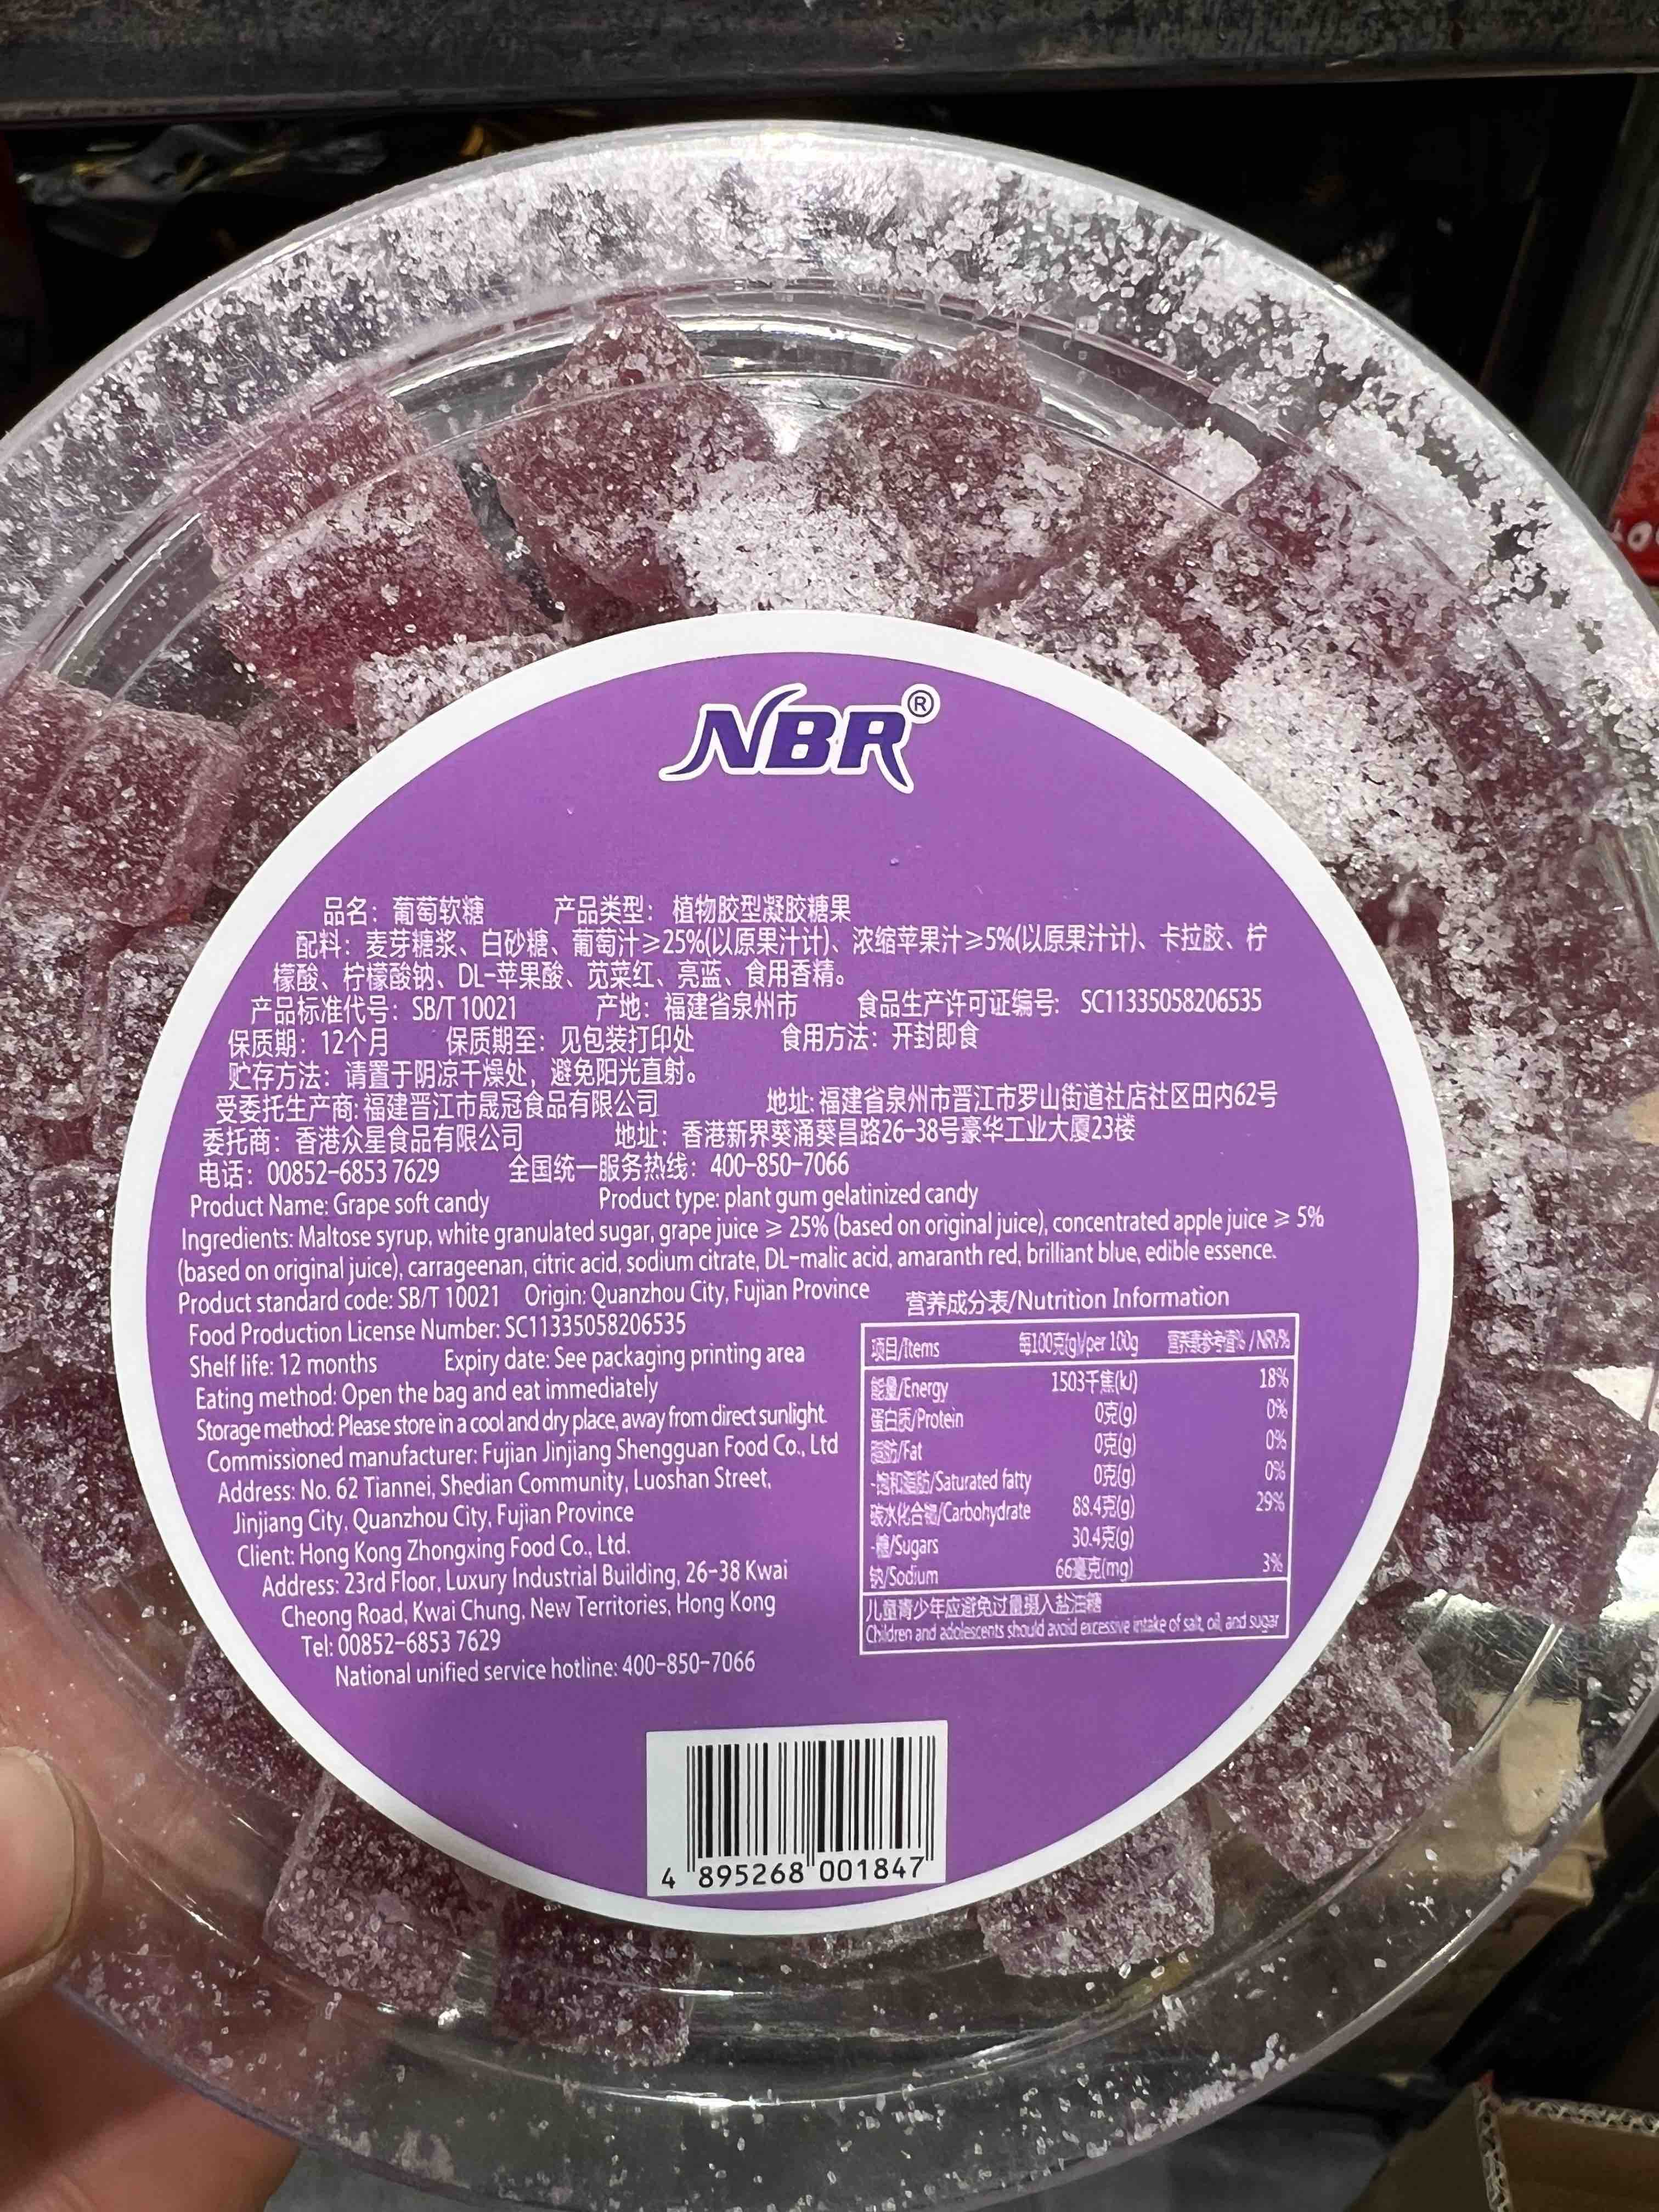 NBR®
品名：葡萄软糖 产品类型：植物胶型凝胶糖果
配料：麦芽糖浆、白砂糖、葡萄汁≥25%(以原果汁计)、浓缩苹果汁≥5%(以原果汁计)、卡拉胶、柠
檬酸、柠檬酸钠、DL-苹果酸、苋菜红、亮蓝、食用香精。
产品标准代号：SB/T 10021 产地：福建省泉州市 食品生产许可证编号：SC11335058206535
保质期：12个月 保质期至：见包装打印处 食用方法：开封即食
贮存方法：请置于阴凉干燥处，避免阳光直射。
受委托生产商:福建晋江市晟冠食品有限公司 地址:福建省泉州市晋江市罗山街道社店社区田内62号
委托商：香港众星食品有限公司 地址：香港新界葵涌葵昌路26-38号豪华工业大厦23楼
电话：00852-6853 7629 全国统一服务热线：400-850-7066
Product Name: Grape soft candy Product type: plant gum gelatinized candy
Ingredients: Maltose syrup, white granulated sugar, grape juice ≥ 25% (based on original juice), concentrated apple juice ≥ 5%
(based on original juice), carrageenan, citric acid, sodium citrate, DL-malic acid, amaranth red, brilliant blue, edible essence.
Product standard code: SB/T 10021 Origin: Quanzhou City, Fujian Province
Food Production License Number: SC11335058206535
Shelf life: 12 months Expiry date: See packaging printing area
Eating method: Open the bag and eat immediately
Storage method: Please store in a cool and dry place, away from direct sunlight.
Commissioned manufacturer: Fujian Jinjiang Shengguan Food Co., Ltd
Address: No. 62 Tiannei, Shedian Community, Luoshan Street,
Jinjiang City, Quanzhou City, Fujian Province
Client: Hong Kong Zhongxing Food Co., Ltd.
Address: 23rd Floor, Luxury Industrial Building, 26-38 Kwai
Cheong Road, Kwai Chung, New Territories, Hong Kong
Tel: 00852-6853 7629
National unified service hotline: 400-850-7066
营养成分表/Nutrition Information
项目/Items 每100克(g)/per 100g 营养素参考值% /NRV%
能量/Energy 1503千焦(kJ) 18%
蛋白质/Protein 0克(g) 0%
脂肪/Fat 0克(g) 0%
-饱和脂肪/Saturated fatty 0克(g) 0%
碳水化合物/Carbohydrate 88.4克(g) 29%
-糖/Sugars 30.4克(g)
钠/Sodium 66毫克(mg) 3%
儿童青少年应避免过量摄入盐油糖
Children and adolescents should avoid excessive intake of salt, oil, and sugar
4 895268 001847